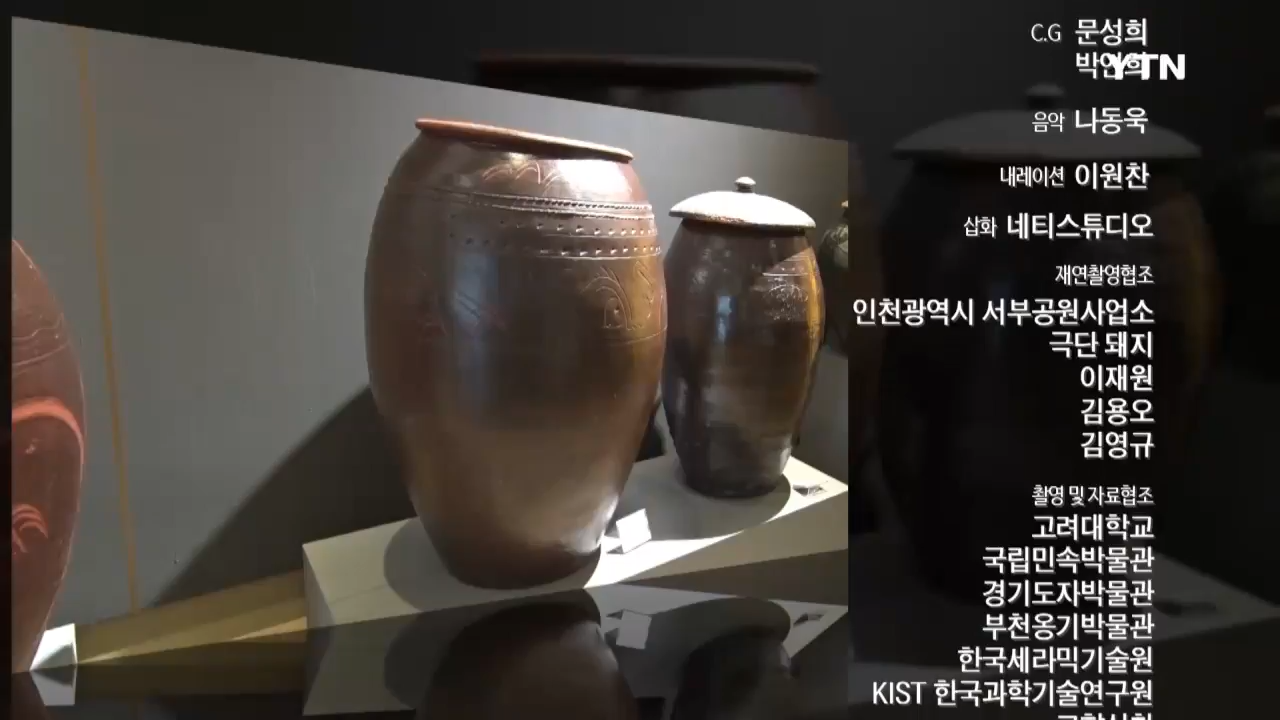 C.G 문성희
YTN
음악 나동욱
내레이션 이원찬
삽화 네티스튜디오
재연촬영협조
인천광역시 서부공원사업소
극단 돼지
이재원
김용오
김영규
촬영 및 자료협조
고려대학교
국립민속박물관
경기도자박물관
부천옹기박물관
한국세라믹기술원
KIST 한국과학기술연구원